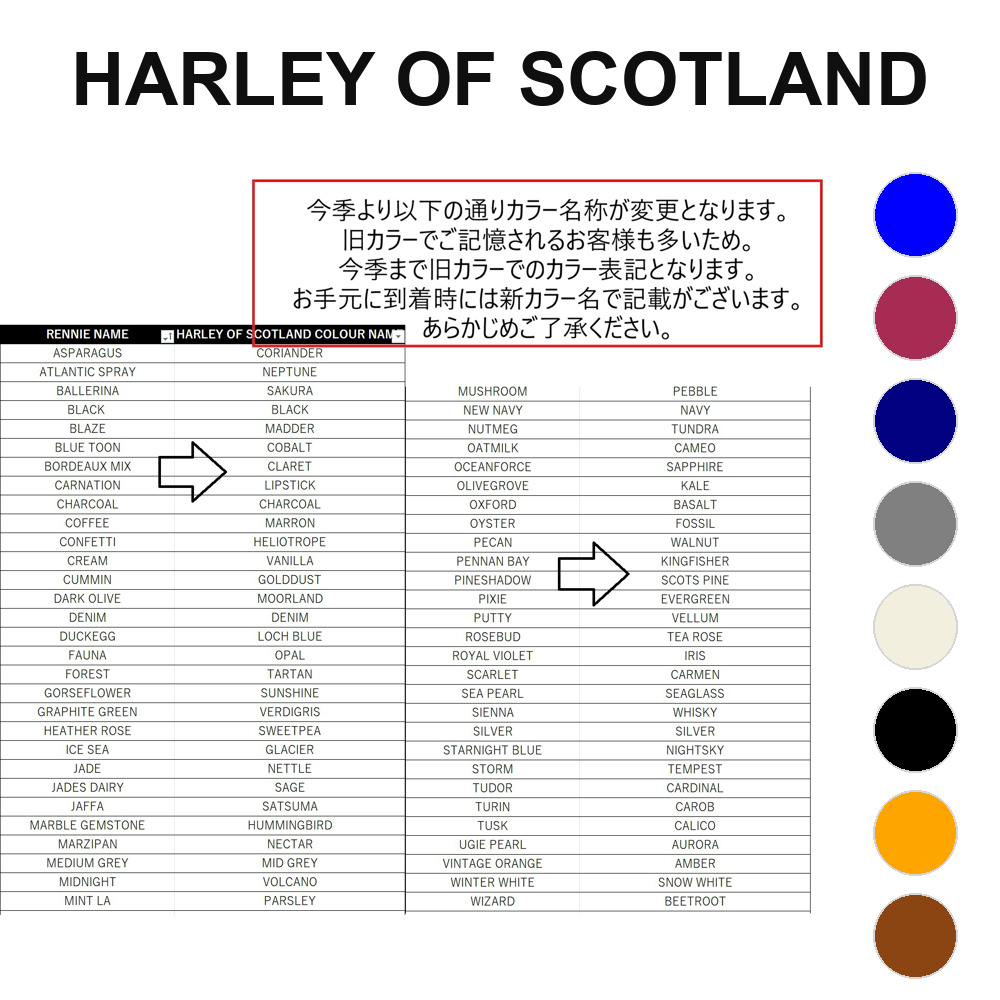 HARLEY OF SCOTLAND
今季より以下の通りカラー名称が変更となります。
旧カラーでご記憶されるお客様も多いため。
今季まで旧カラーでのカラー表記となります。
お手元に到着時には新カラー名で記載がございます。
あらかじめご了承ください。
RENNIE NAME HARLEY OF SCOTLAND COLOUR NAM
ASPARAGUS CORIANDER
ATLANTIC SPRAY NEPTUNE
BALLERINA SAKURA
BLACK BLACK
BLAZE MADDER
BLUE TOON COBALT
BORDEAUX MIX CLARET
CARNATION LIPSTICK
CHARCOAL CHARCOAL
COFFEE MARRON
CONFETTI HELIOTROPE
CREAM VANILLA
CUMMIN GOLDDUST
DARK OLIVE MOORLAND
DENIM DENIM
DUCKEGG LOCH BLUE
FAUNA OPAL
FOREST TARTAN
GORSEFLOWER SUNSHINE
GRAPHITE GREEN VERDIGRIS
HEATHER ROSE SWEETPEA
ICE SEA GLACIER
JADE NETTLE
JADES DAIRY SAGE
JAFFA SATSUMA
MARBLE GEMSTONE HUMMINGBIRD
MARZIPAN NECTAR
MEDIUM GREY MID GREY
MIDNIGHT VOLCANO
MINT LA PARSLEY
MUSHROOM PEBBLE
NEW NAVY NAVY
NUTMEG TUNDRA
OATMILK CAMEO
OCEANFORCE SAPPHIRE
OLIVEGROVE KALE
OXFORD BASALT
OYSTER FOSSIL
PECAN WALNUT
PENNAN BAY KINGFISHER
PINESHADOW SCOTS PINE
PIXIE EVERGREEN
PUTTY VELLUM
ROSEBUD TEA ROSE
ROYAL VIOLET IRIS
SCARLET CARMEN
SEA PEARL SEAGLASS
SIENNA WHISKY
SILVER SILVER
STARNIGHT BLUE NIGHTSKY
STORM TEMPEST
TUDOR CARDINAL
TURIN CAROB
TUSK CALICO
UGIE PEARL AURORA
VINTAGE ORANGE AMBER
WINTER WHITE SNOW WHITE
WIZARD BEETROOT